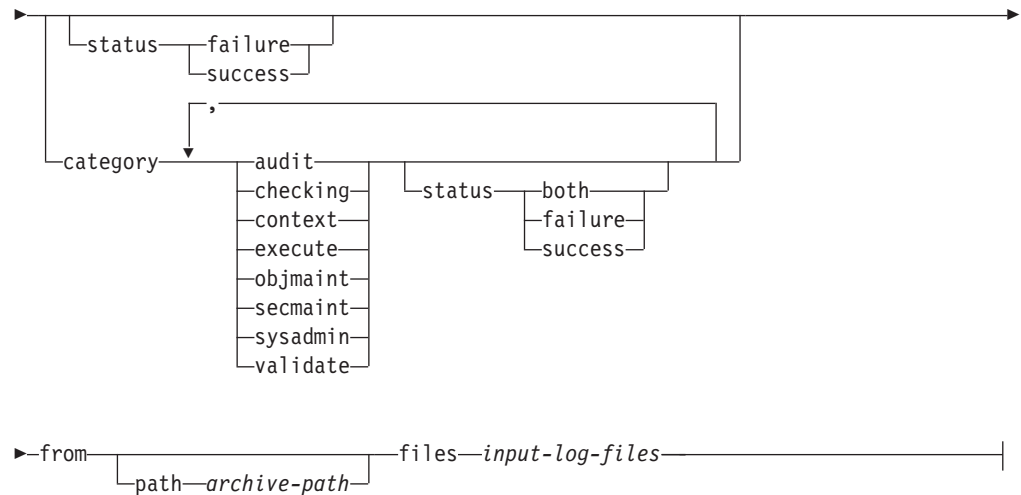 status failure
success
,
category audit
checking status both
context failure
execute success
objmaint
secmaint
sysadmin
validate
from files input-log-files
path archive-path